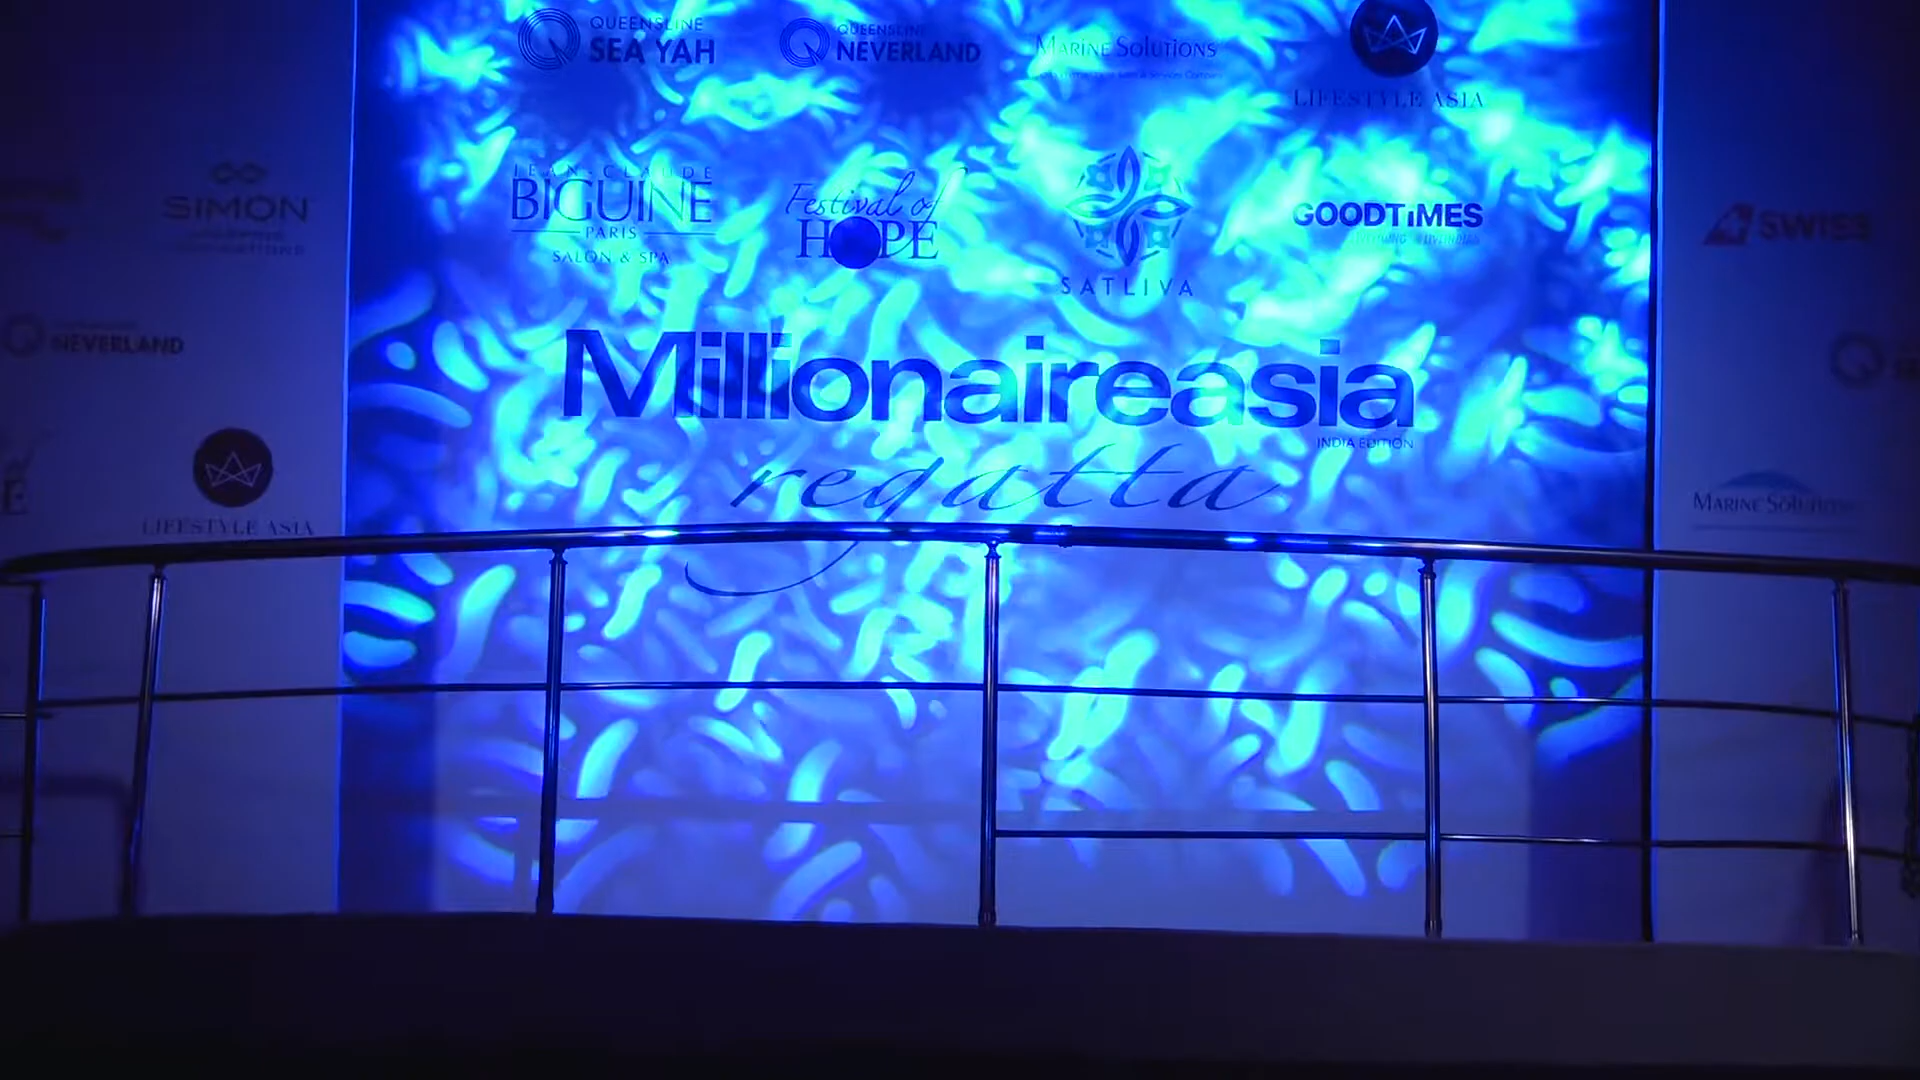 QUEENSLINE
SEA YAH
QUEENSLINE
NEVERLAND
MARINE SOLUTIONS
LIFESTYLE ASIA
JEAN-CLAUDE
BIGUINE
PARIS
SALON & SPA
Festival of
HOPE
SATLIVA
GOODTiMES
SIMON
SWISS
NEVERLAND
Millionaireasia
INDIA EDITION
regatta
LIFESTYLE ASIA
MARINE SOLUTIONS